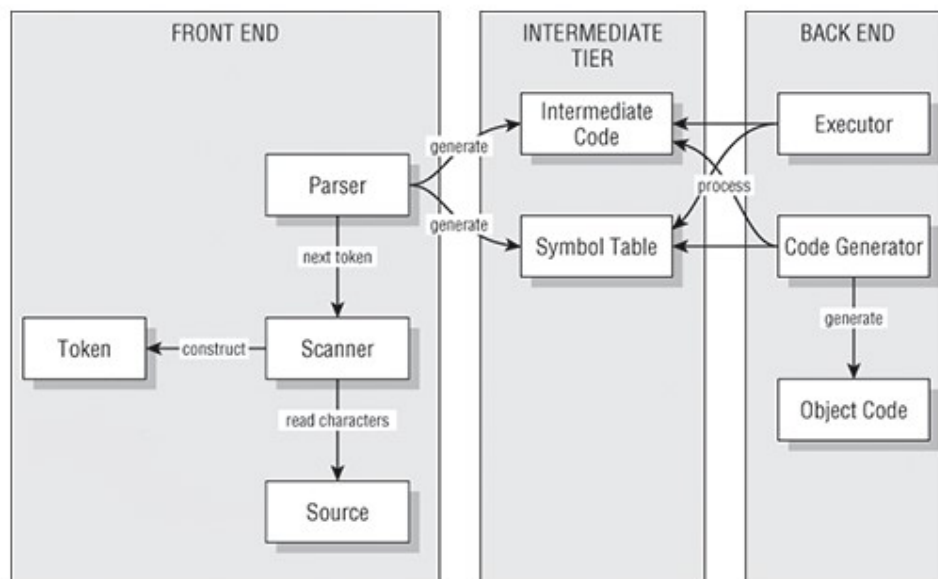 FRONT END
INTERMEDIATE
TIER
BACK END
Intermediate
Code
Executor
generate
Parser
process
generate
Symbol Table
Code Generator
next token
generate
Token
construct
Scanner
Object Code
read characters
Source